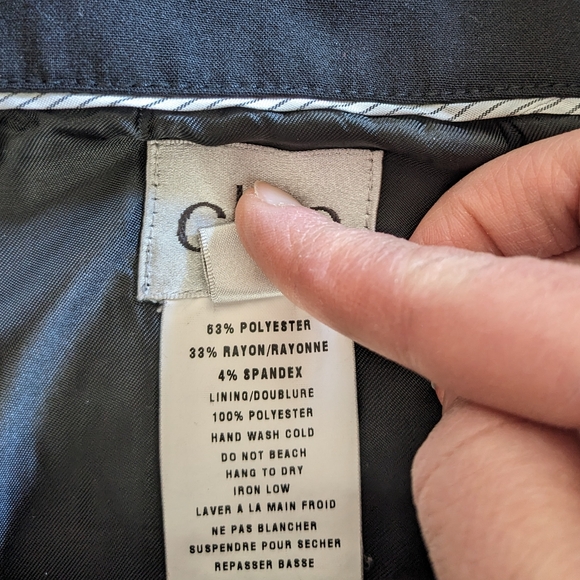 63% POLYESTER
33% RAYON/RAYONNE
4% SPANDEX
LINING/DOUBLURE
100% POLYESTER
HAND WASH COLD
DO NOT BEACH
HANG TO DRY
IRON LOW
LAVER A LA MAIN FROID
NE PAS BLANCHER
SUSPENDRE POUR SECHER
REPASSER BASSE